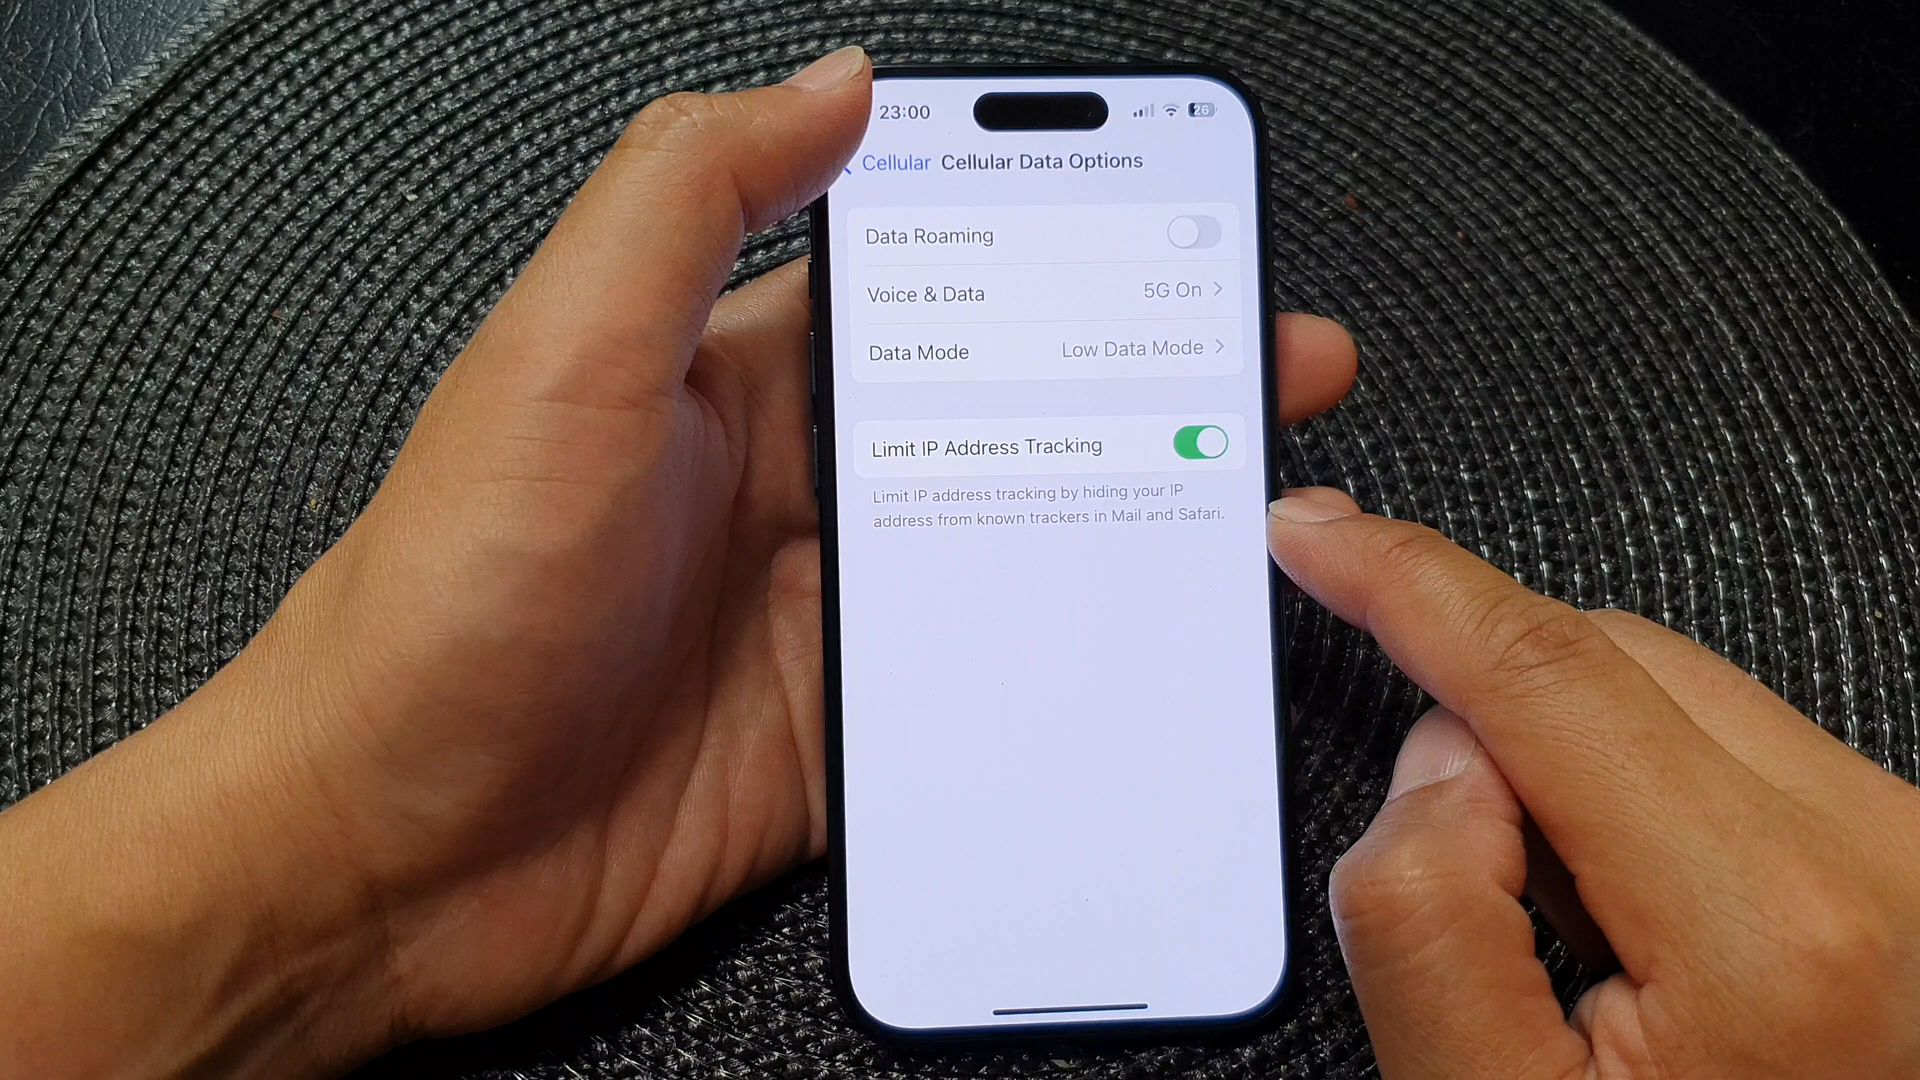 23:00
26
Cellular Cellular Data Options
Data Roaming
Voice & Data 5G On
Data Mode Low Data Mode
Limit IP Address Tracking
Limit IP address tracking by hiding your IP
address from known trackers in Mail and Safari.